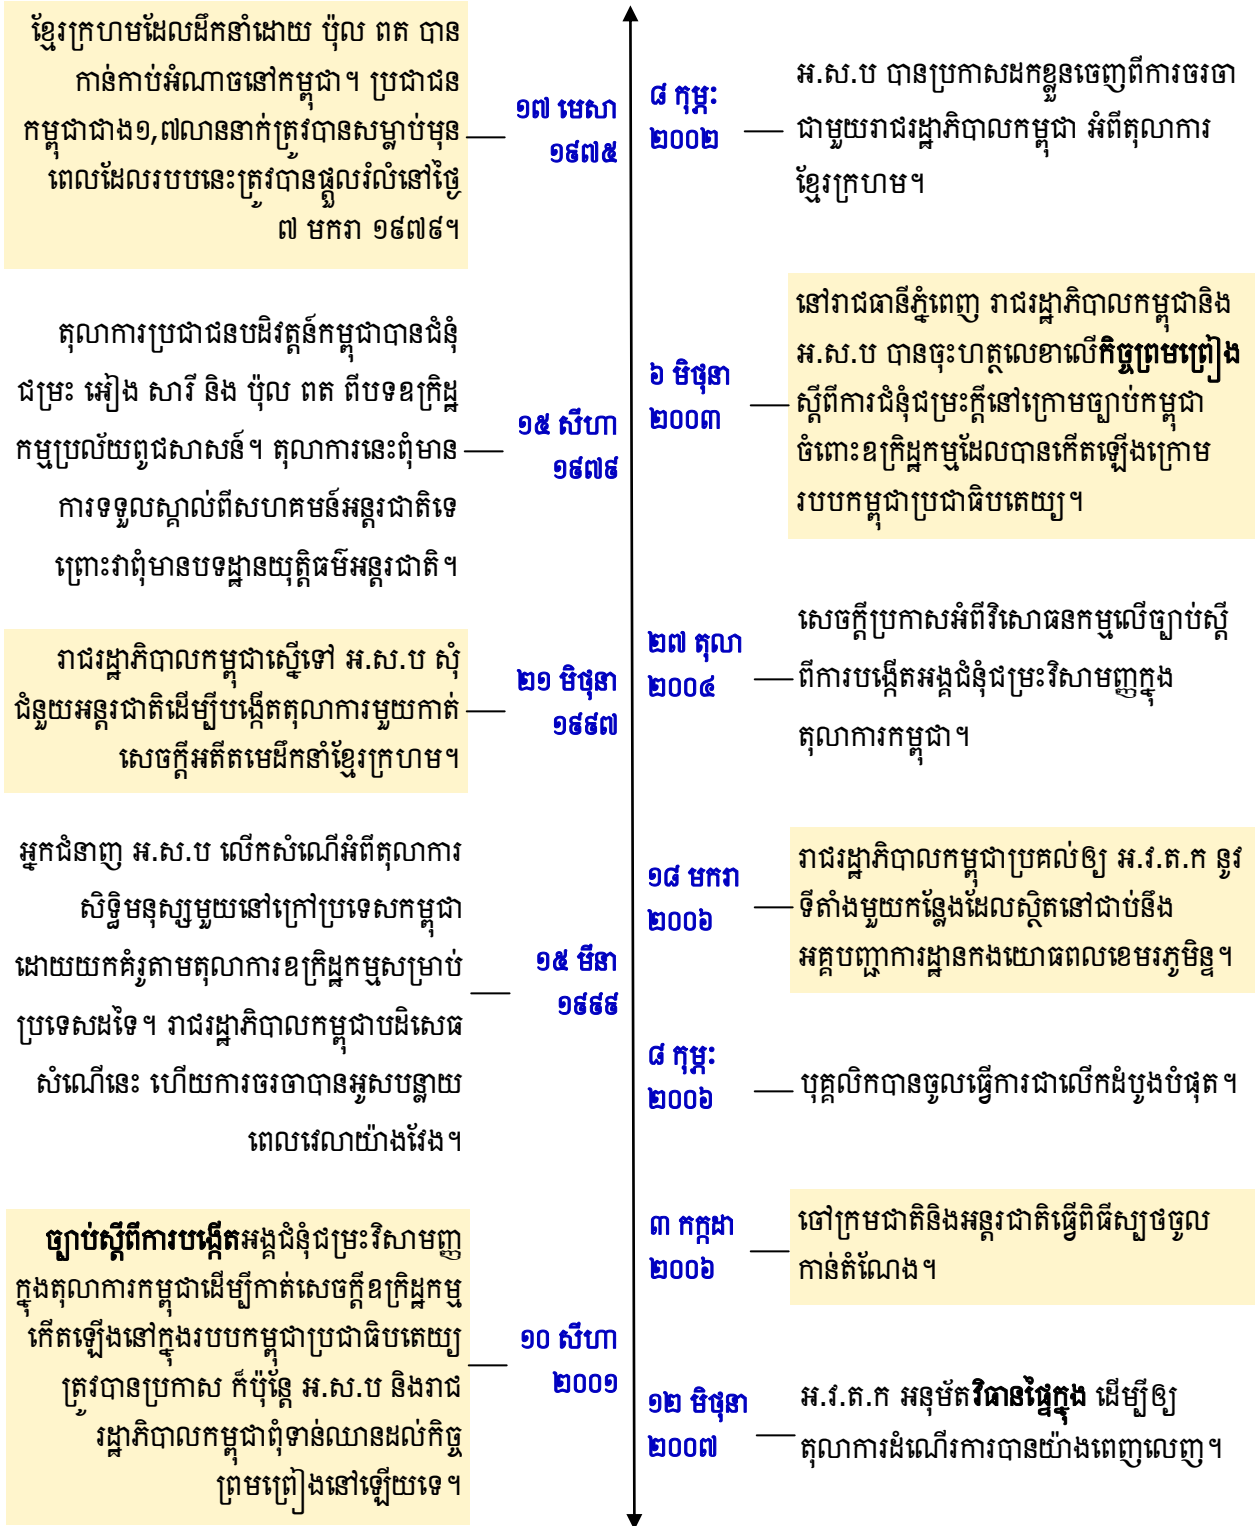 ខ្មែរក្រហមដែលដឹកនាំដោយ ប៉ុល ពត បាន
កាន់កាប់អំណាចនៅកម្ពុជា។ ប្រជាជន
កម្ពុជាជាង១,៧លាននាក់ត្រូវបានសម្លាប់មុន
ពេលដែលរបបនេះត្រូវបានផ្តួលរំលំនៅថ្ងៃ
៧ មករា ១៩៧៩។
១៧ មេសា
១៩៧៥
តុលាការប្រជាជនបដិវត្តន៍កម្ពុជាបានជំនុំ
ជម្រះ អៀង សារី និង ប៉ុល ពត ពីបទឧក្រិដ្ឋ
កម្មប្រល័យពូជសាសន៍។ តុលាការនេះពុំមាន
ការទទួលស្គាល់ពីសហគមន៍អន្តរជាតិទេ
ព្រោះវាពុំមានបទដ្ឋានយុត្តិធម៌អន្តរជាតិ។
១៥ សីហា
១៩៧៩
រាជរដ្ឋាភិបាលកម្ពុជាស្នើទៅ អ.ស.ប សុំ
ជំនួយអន្តរជាតិដើម្បីបង្កើតតុលាការមួយកាត់
សេចក្តីអតីតមេដឹកនាំខ្មែរក្រហម។
២១ មិថុនា
១៩៩៧
អ្នកជំនាញ អ.ស.ប លើកសំណើអំពីតុលាការ
សិទ្ធិមនុស្សមួយនៅក្រៅប្រទេសកម្ពុជា
ដោយយកគំរូតាមតុលាការឧក្រិដ្ឋកម្មសម្រាប់
ប្រទេសដទៃ។ រាជរដ្ឋាភិបាលកម្ពុជាបដិសេធ
សំណើនេះ ហើយការចរចាបានអូសបន្លាយ
ពេលវេលាយ៉ាងវែង។
១៥ មីនា
១៩៩៩
ច្បាប់ស្តីពីការបង្កើតអង្គជំនុំជម្រះវិសាមញ្ញ
ក្នុងតុលាការកម្ពុជាដើម្បីកាត់សេចក្តីឧក្រិដ្ឋកម្ម
កើតឡើងនៅក្នុងរបបកម្ពុជាប្រជាធិបតេយ្យ
ត្រូវបានប្រកាស ក៏ប៉ុន្តែ អ.ស.ប និងរាជ
រដ្ឋាភិបាលកម្ពុជាពុំទាន់ឈានដល់កិច្ច
ព្រមព្រៀងនៅឡើយទេ។
១០ សីហា
២០០១
៨ កុម្ភៈ
២០០២
អ.ស.ប បានប្រកាសដកខ្លួនចេញពីការចរចា
ជាមួយរាជរដ្ឋាភិបាលកម្ពុជា អំពីតុលាការ
ខ្មែរក្រហម។
៦ មិថុនា
២០០៣
នៅរាជធានីភ្នំពេញ រាជរដ្ឋាភិបាលកម្ពុជានិង
អ.ស.ប បានចុះហត្ថលេខាលើកិច្ចព្រមព្រៀង
ស្តីពីការជំនុំជម្រះក្តីនៅក្រោមច្បាប់កម្ពុជា
ចំពោះឧក្រិដ្ឋកម្មដែលបានកើតឡើងក្រោម
របបកម្ពុជាប្រជាធិបតេយ្យ។
២៧ តុលា
២០០៤
សេចក្តីប្រកាសអំពីវិសោធនកម្មលើច្បាប់ស្តី
ពីការបង្កើតអង្គជំនុំជម្រះវិសាមញ្ញក្នុង
តុលាការកម្ពុជា។
១៨ មករា
២០០៦
រាជរដ្ឋាភិបាលកម្ពុជាប្រគល់ឲ្យ អ.វ.ត.ក នូវ
ទីតាំងមួយកន្លែងដែលស្ថិតនៅជាប់នឹង
អគ្គបញ្ជាការដ្ឋានកងយោធពលខេមរភូមិន្ទ។
៨ កុម្ភៈ
២០០៦
បុគ្គលិកបានចូលធ្វើការជាលើកដំបូងបំផុត។
៣ កក្កដា
២០០៦
ចៅក្រមជាតិនិងអន្តរជាតិធ្វើពិធីស្បថចូល
កាន់តំណែង។
១២ មិថុនា
២០០៧
អ.វ.ត.ក អនុម័តវិធានផ្ទៃក្នុង ដើម្បីឲ្យ
តុលាការដំណើរការបានយ៉ាងពេញលេញ។